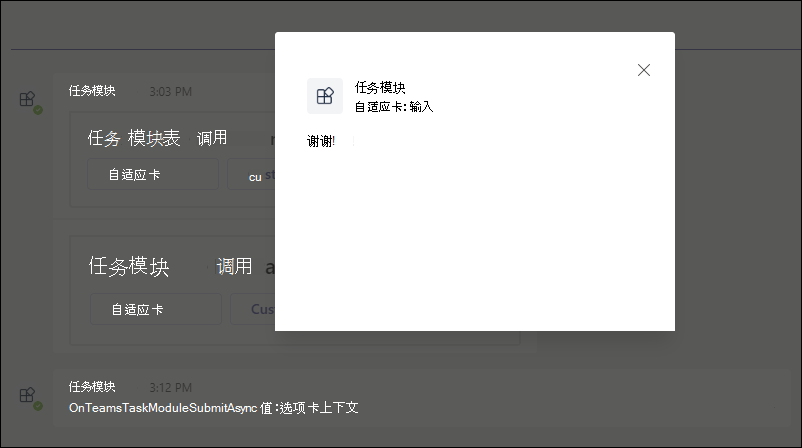 任务模块 3:03 PM
任务 模块表 调用
自适应卡 cu st
任务模块 调用 a
自适应卡 Cus
任务模块 3:12 PM
OnTeamsTaskModuleSubmitAsync 值:选项卡上下文
任务模块
自适应卡:输入
谢谢!